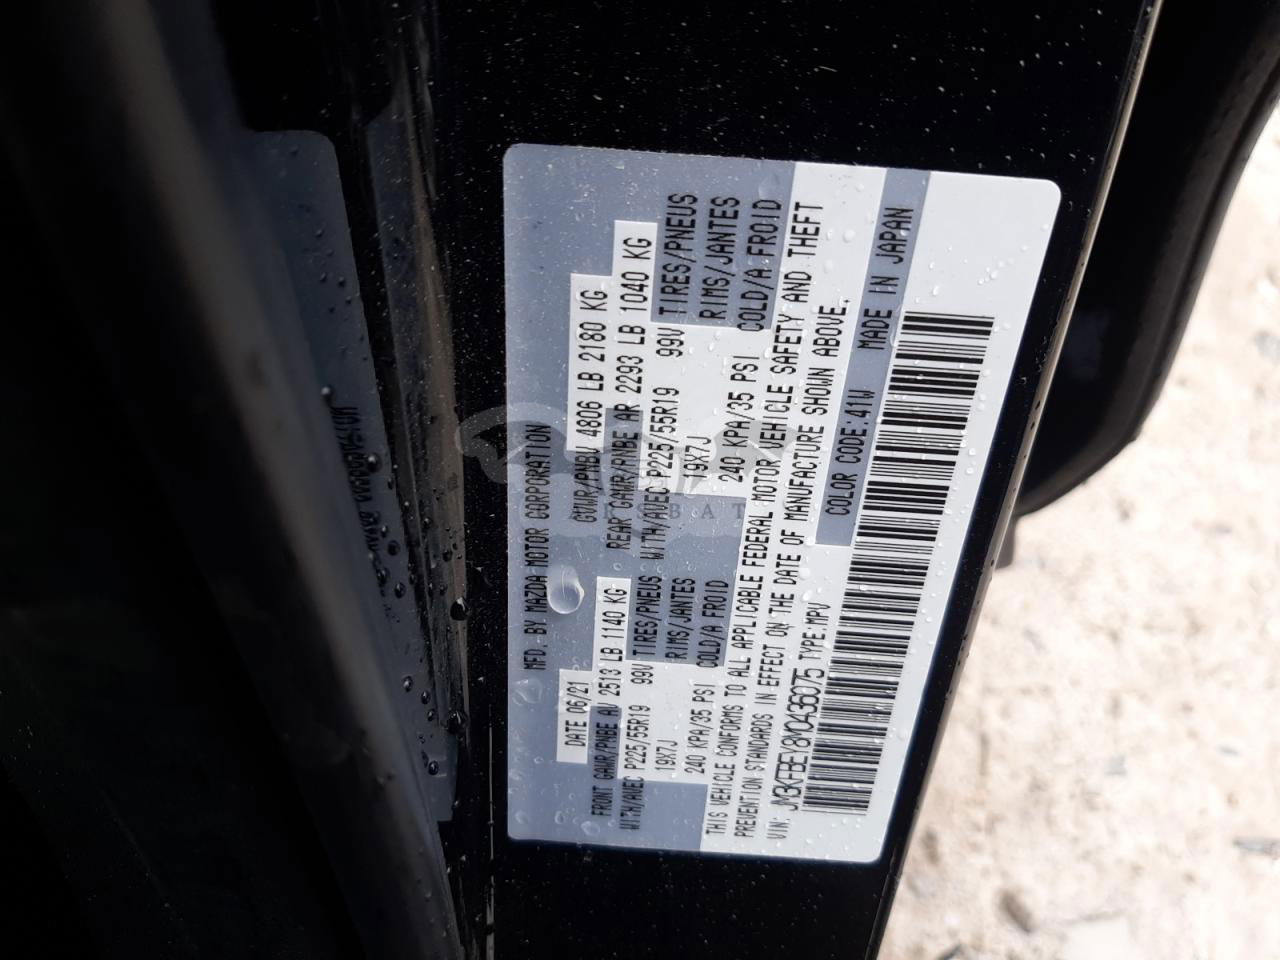 MFD. BY MAZDA MOTOR CORPORATION
DATE 06/21 GVWR/PNBV 4806 LB 2180 KG
FRONT GAWR/PNBE AV 2513 LB 1140 KG REAR GAWR/PNBE AR 2293 LB 1040 KG
WITH/AVEC P225/55R19 99V TIRES/PNEUS WITH/AVEC P225/55R19 99V TIRES/PNEUS
19X7J RIMS/JANTES 19X7J RIMS/JANTES
240 KPA/35 PSI COLD/A FROID 240 KPA/35 PSI COLD/A FROID
THIS VEHICLE CONFORMS TO ALL APPLICABLE FEDERAL MOTOR VEHICLE SAFETY AND THEFT
PREVENTION STANDARDS IN EFFECT ON THE DATE OF MANUFACTURE SHOWN ABOVE.
VIN: JM3KFBEY8M0436075 TYPE:MPV COLOR CODE:41W MADE IN JAPAN
ARSBAT